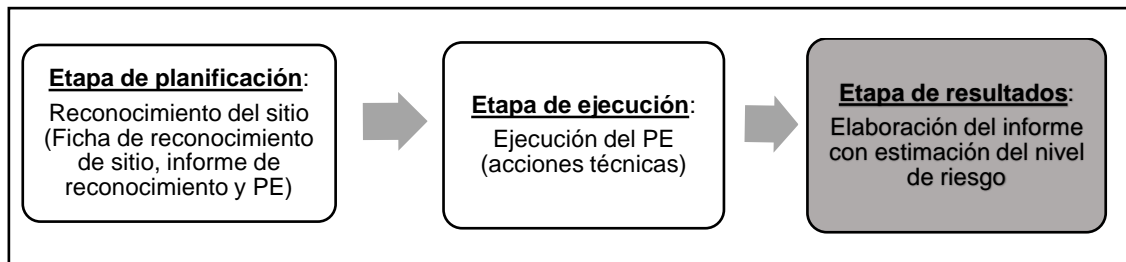 Etapa de planificación:
Reconocimiento del sitio
(Ficha de reconocimiento
de sitio, informe de
reconocimiento y PE)
Etapa de ejecución:
Ejecución del PE
(acciones técnicas)
Etapa de resultados:
Elaboración del informe
con estimación del nivel
de riesgo